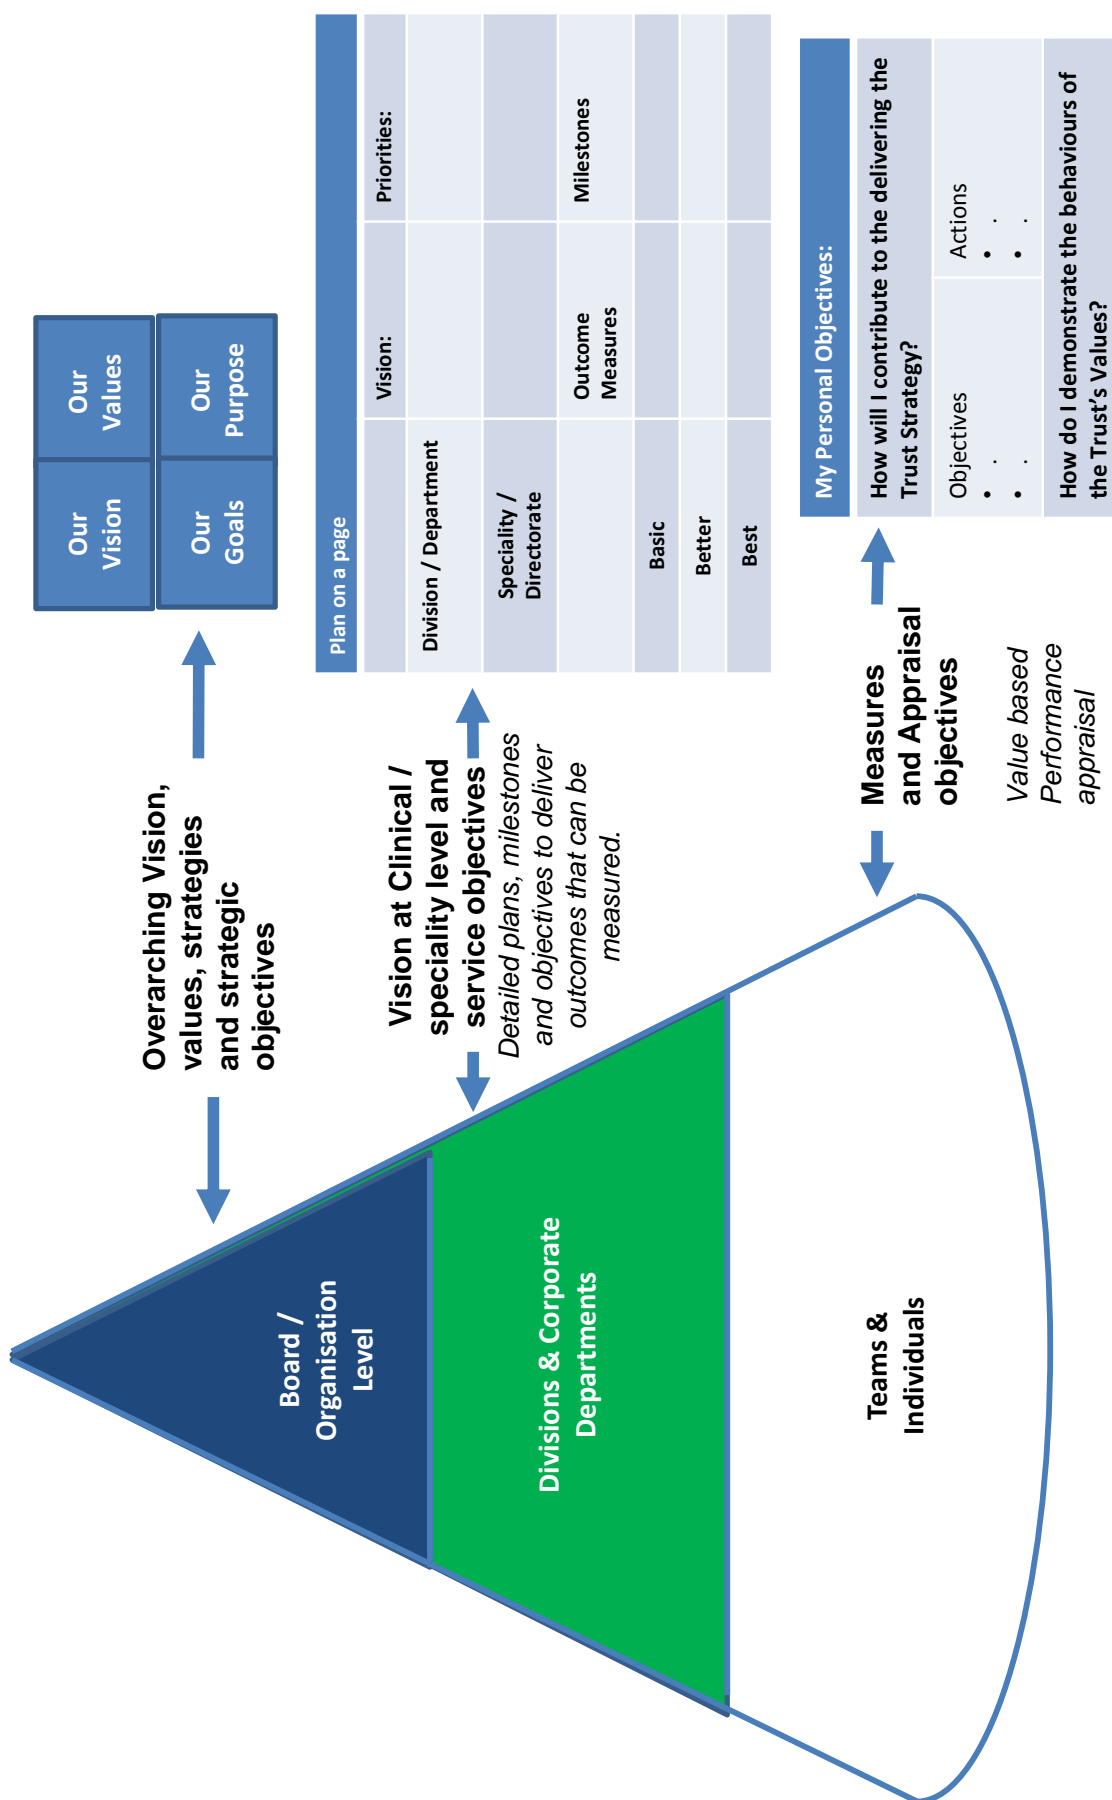 Board /
Organisation
Level
Divisions & Corporate
Departments
Teams &
Individuals
Overarching Vision,
values, strategies
and strategic
objectives
Vision at Clinical /
speciality level and
service objectives
Detailed plans, milestones
and objectives to deliver
outcomes that can be
measured.
Measures
and Appraisal
objectives
Value based
Performance
appraisal
Our
Vision
Our
Values
Our
Goals
Our
Purpose
Plan on a page
Vision:
Priorities:
Division / Department
Speciality /
Directorate
Outcome
Measures
Milestones
Basic
Better
Best
My Personal Objectives:
How will I contribute to the delivering the
Trust Strategy?
Objectives
• .
• .
Actions
• .
• .
How do I demonstrate the behaviours of
the Trust’s Values?